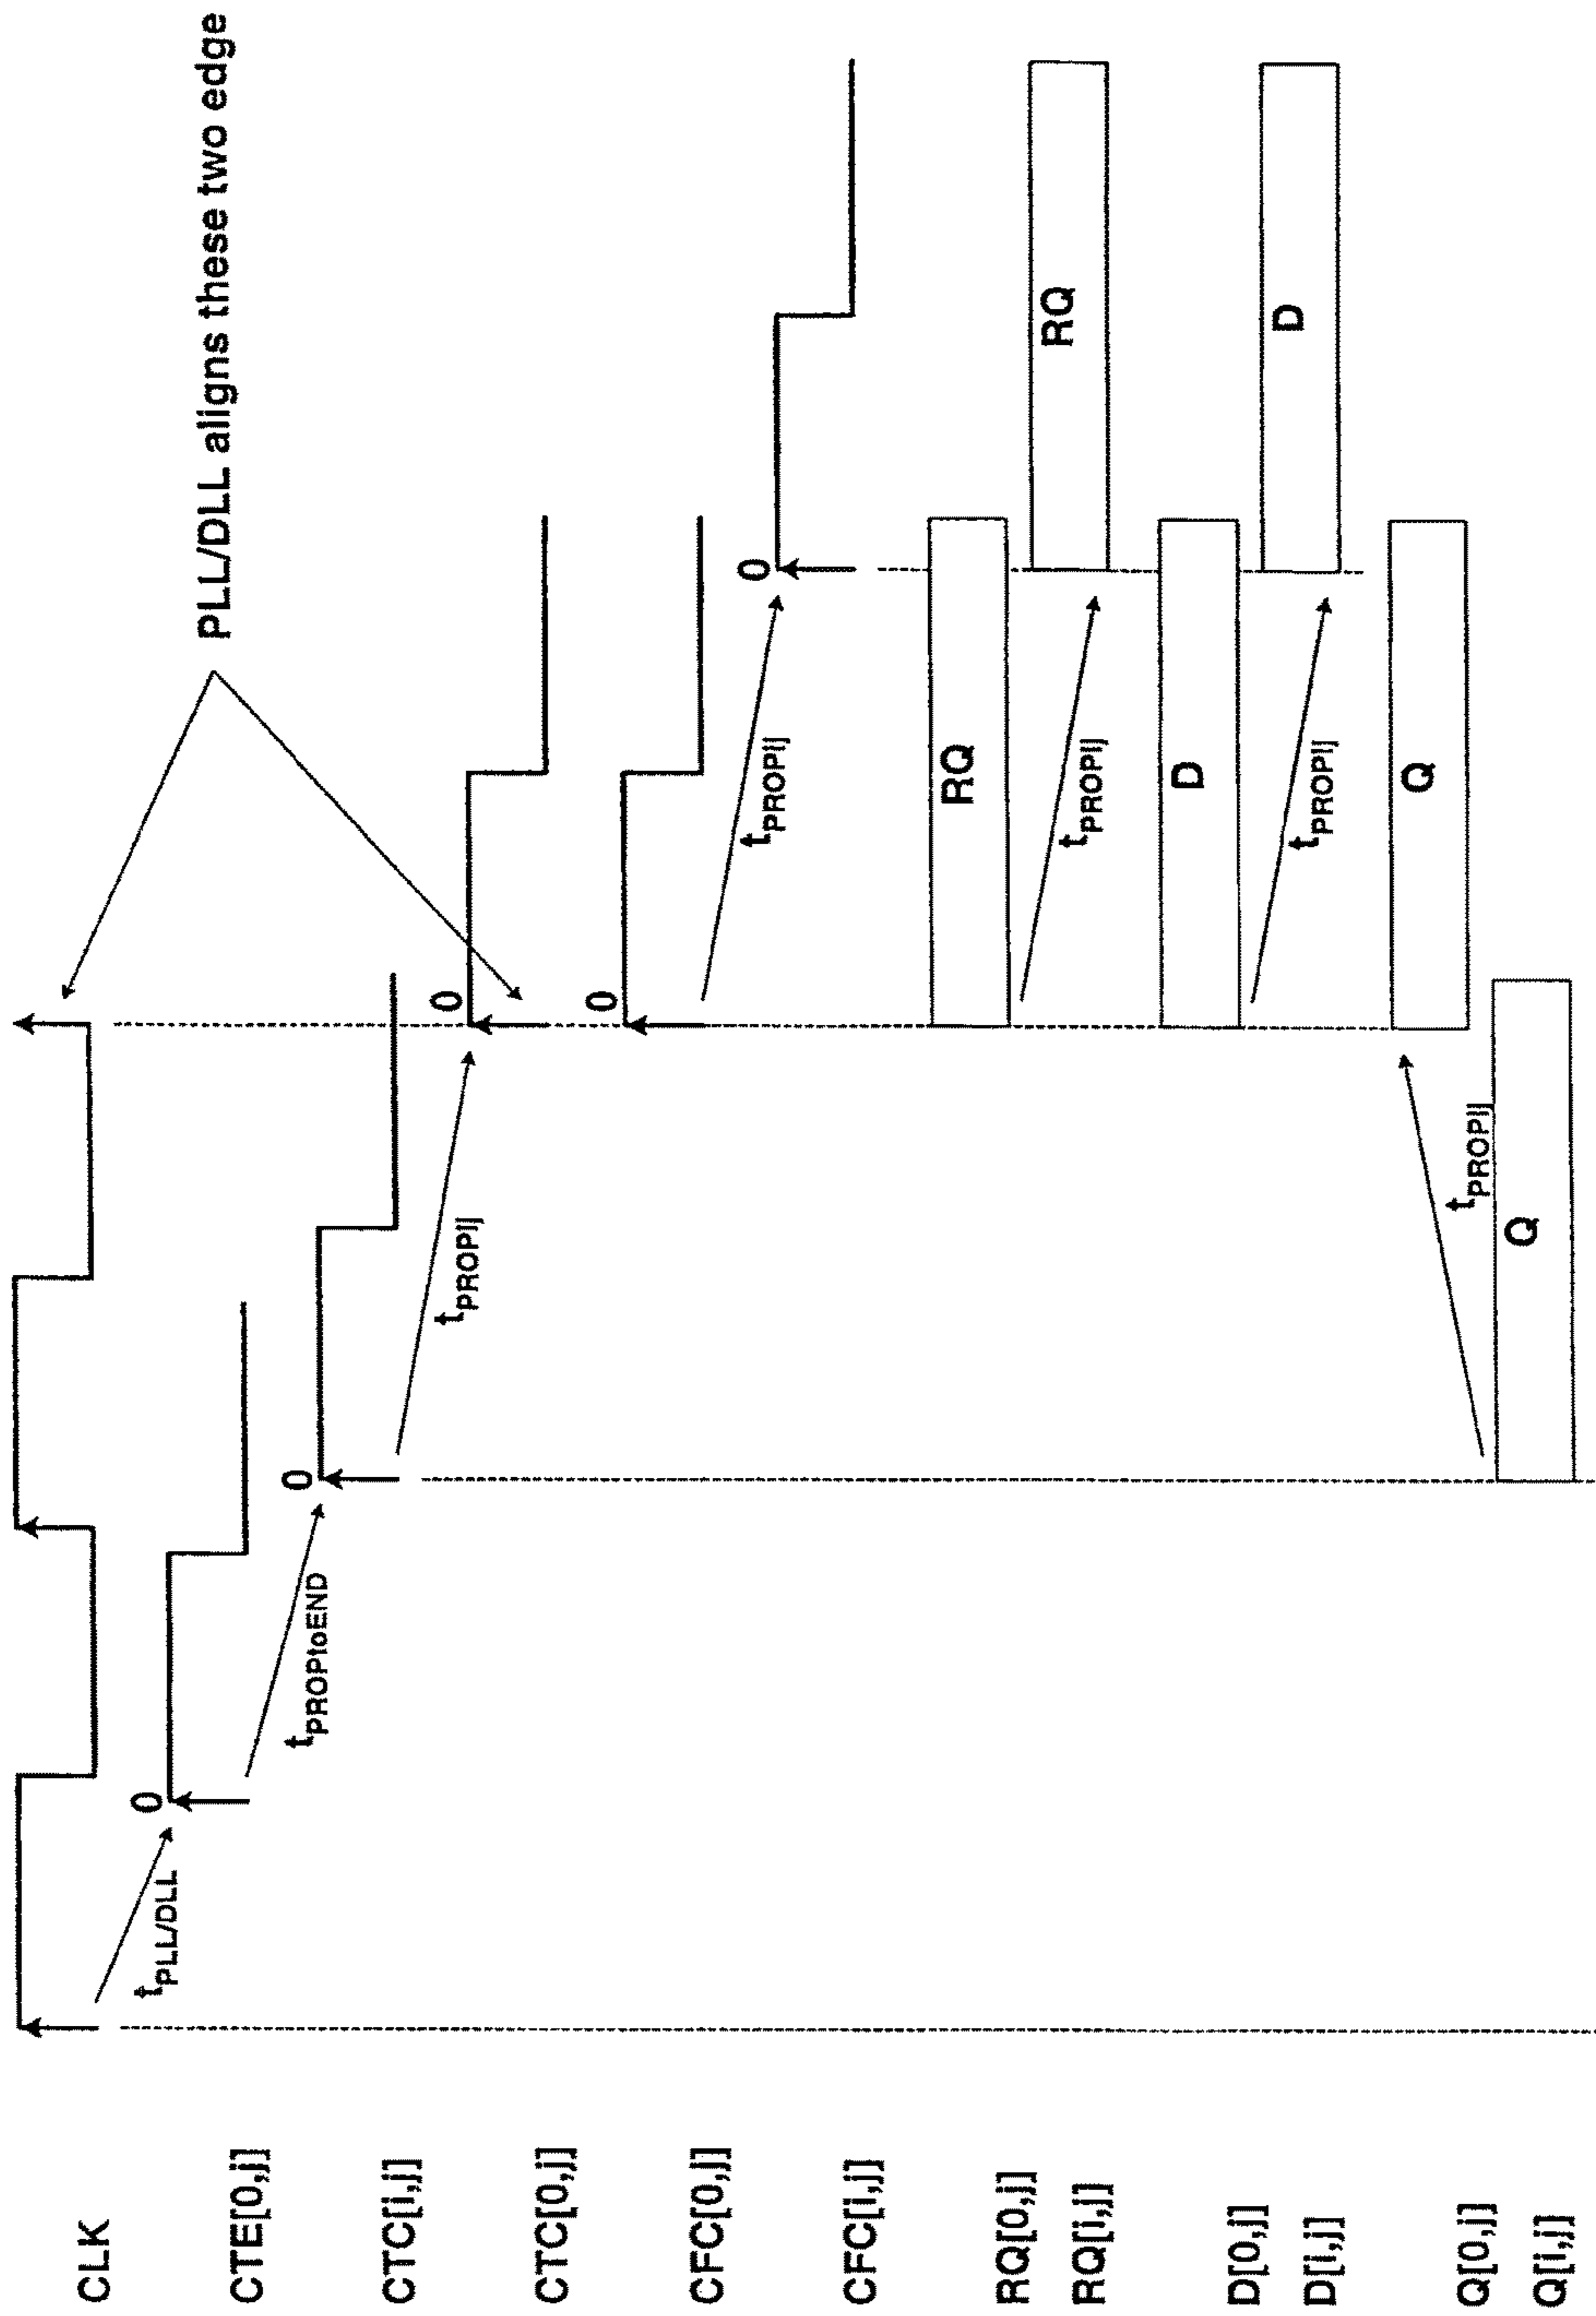 PLL/DLL aligns these two edge
CLK
tPLL/DLL
0
CTE[0,j]
tPROPtoEND
0
CTC[i,j]
tPROPij
0
CTC[0,j]
0
CFC[0,j]
tPROPij
0
CFC[i,j]
RQ[0,j]
RQ
RQ[i,j]
tPROPij
RQ
D[0,j]
D
D[i,j]
tPROPij
D
Q[0,j]
Q
tPROPij
Q[i,j]
Q